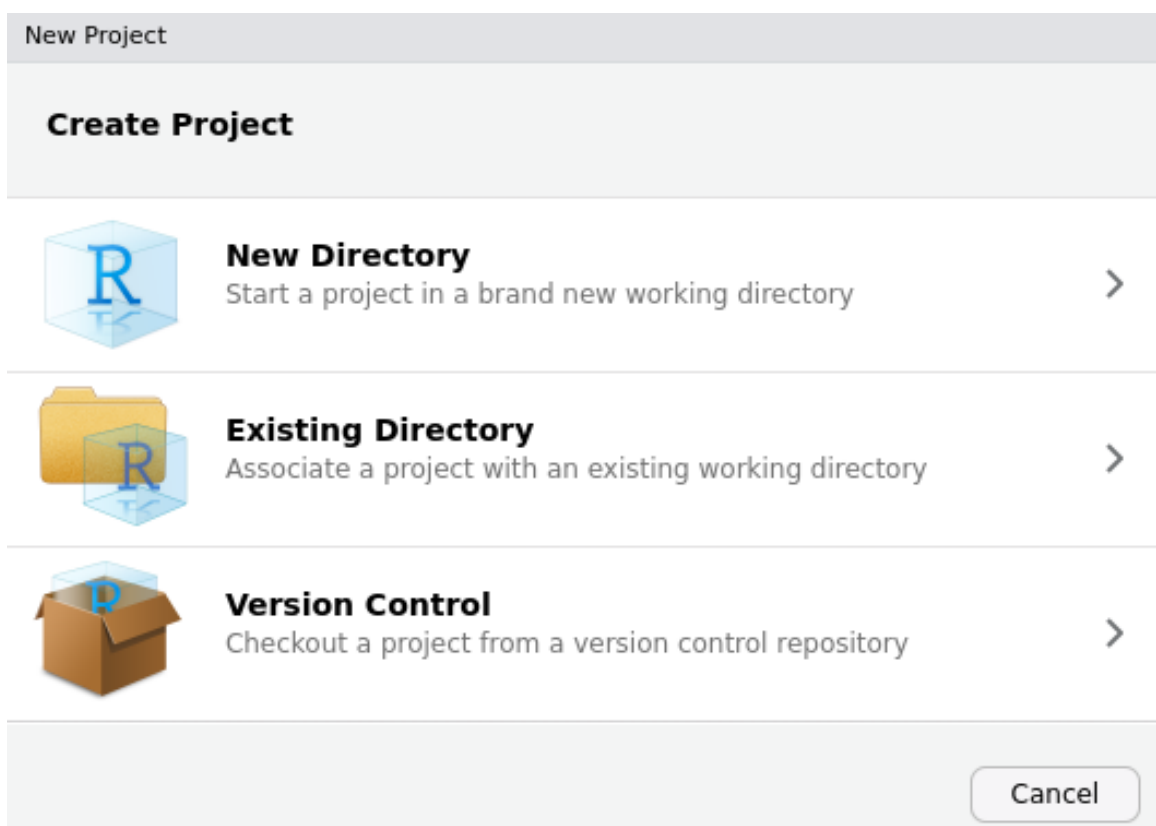 New Project
Create Project
R
New Directory
Start a project in a brand new working directory
R
Existing Directory
Associate a project with an existing working directory
R
Version Control
Checkout a project from a version control repository
Cancel